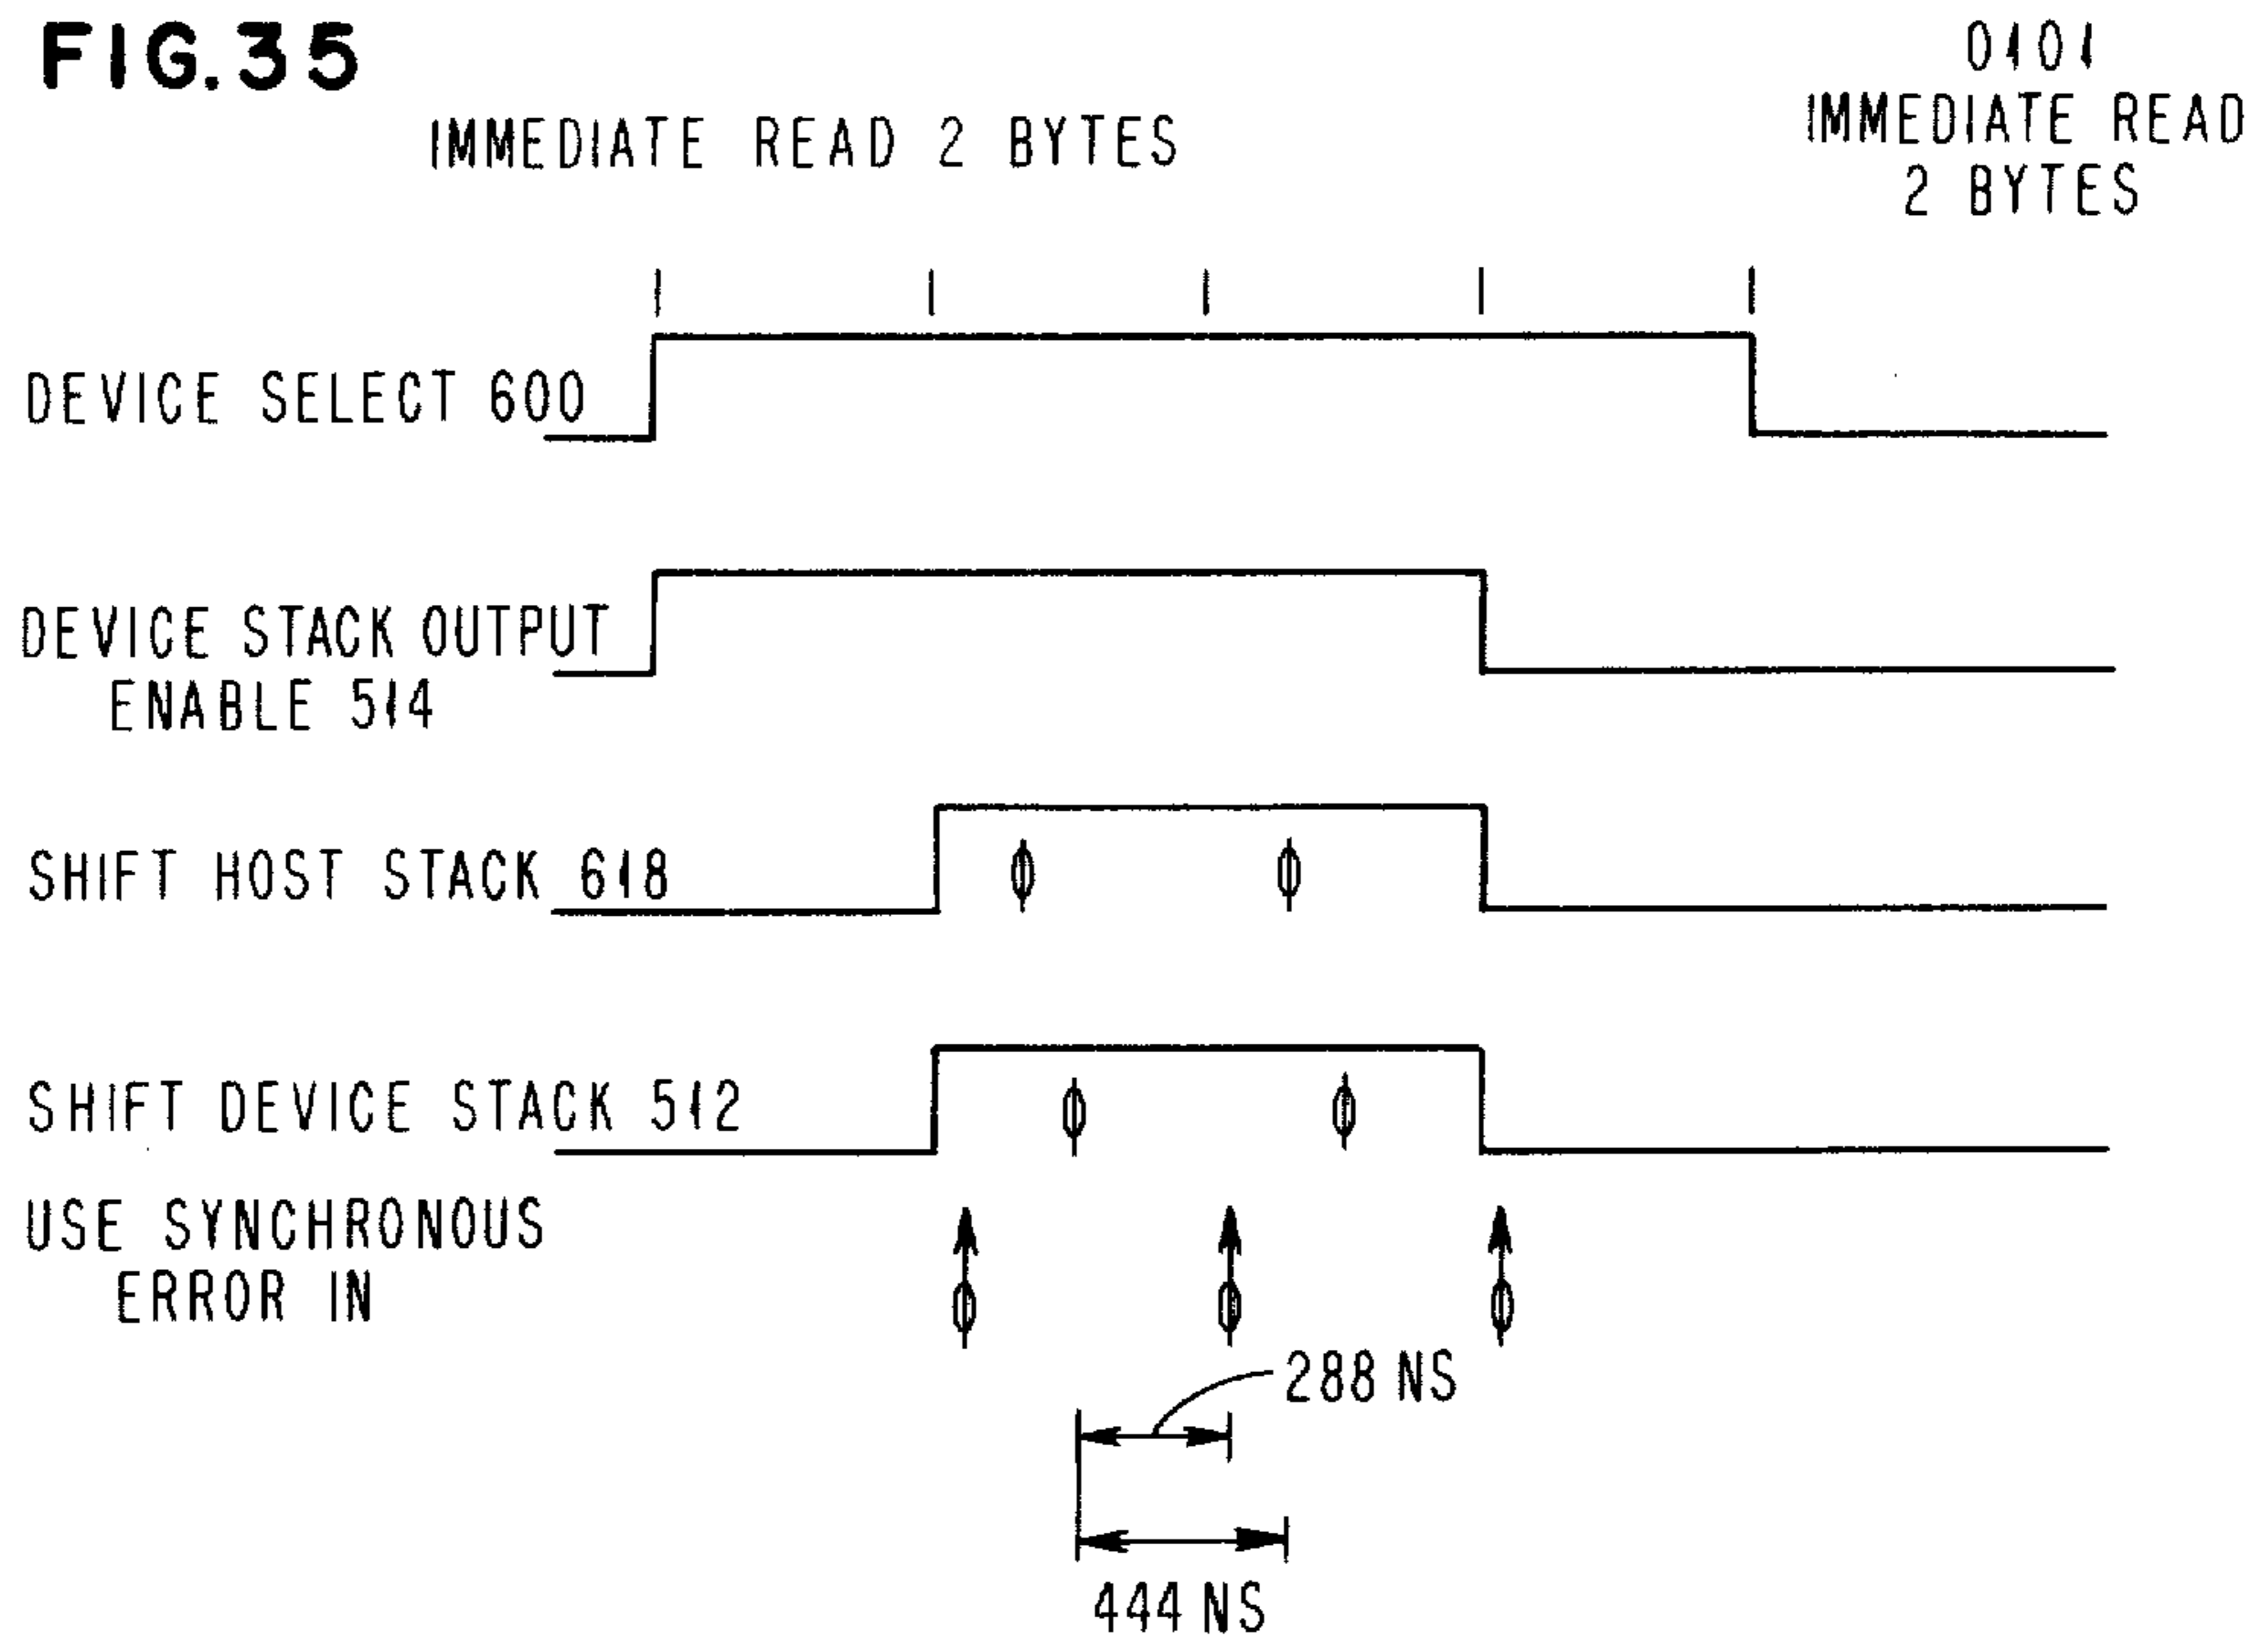 FIG.35
0101
IMMEDIATE READ 2 BYTES
IMMEDIATE READ
2 BYTES
DEVICE SELECT 600
DEVICE STACK OUTPUT
ENABLE 514
SHIFT HOST STACK 618
SHIFT DEVICE STACK 512
USE SYNCHRONOUS
ERROR IN
288 NS
444 NS